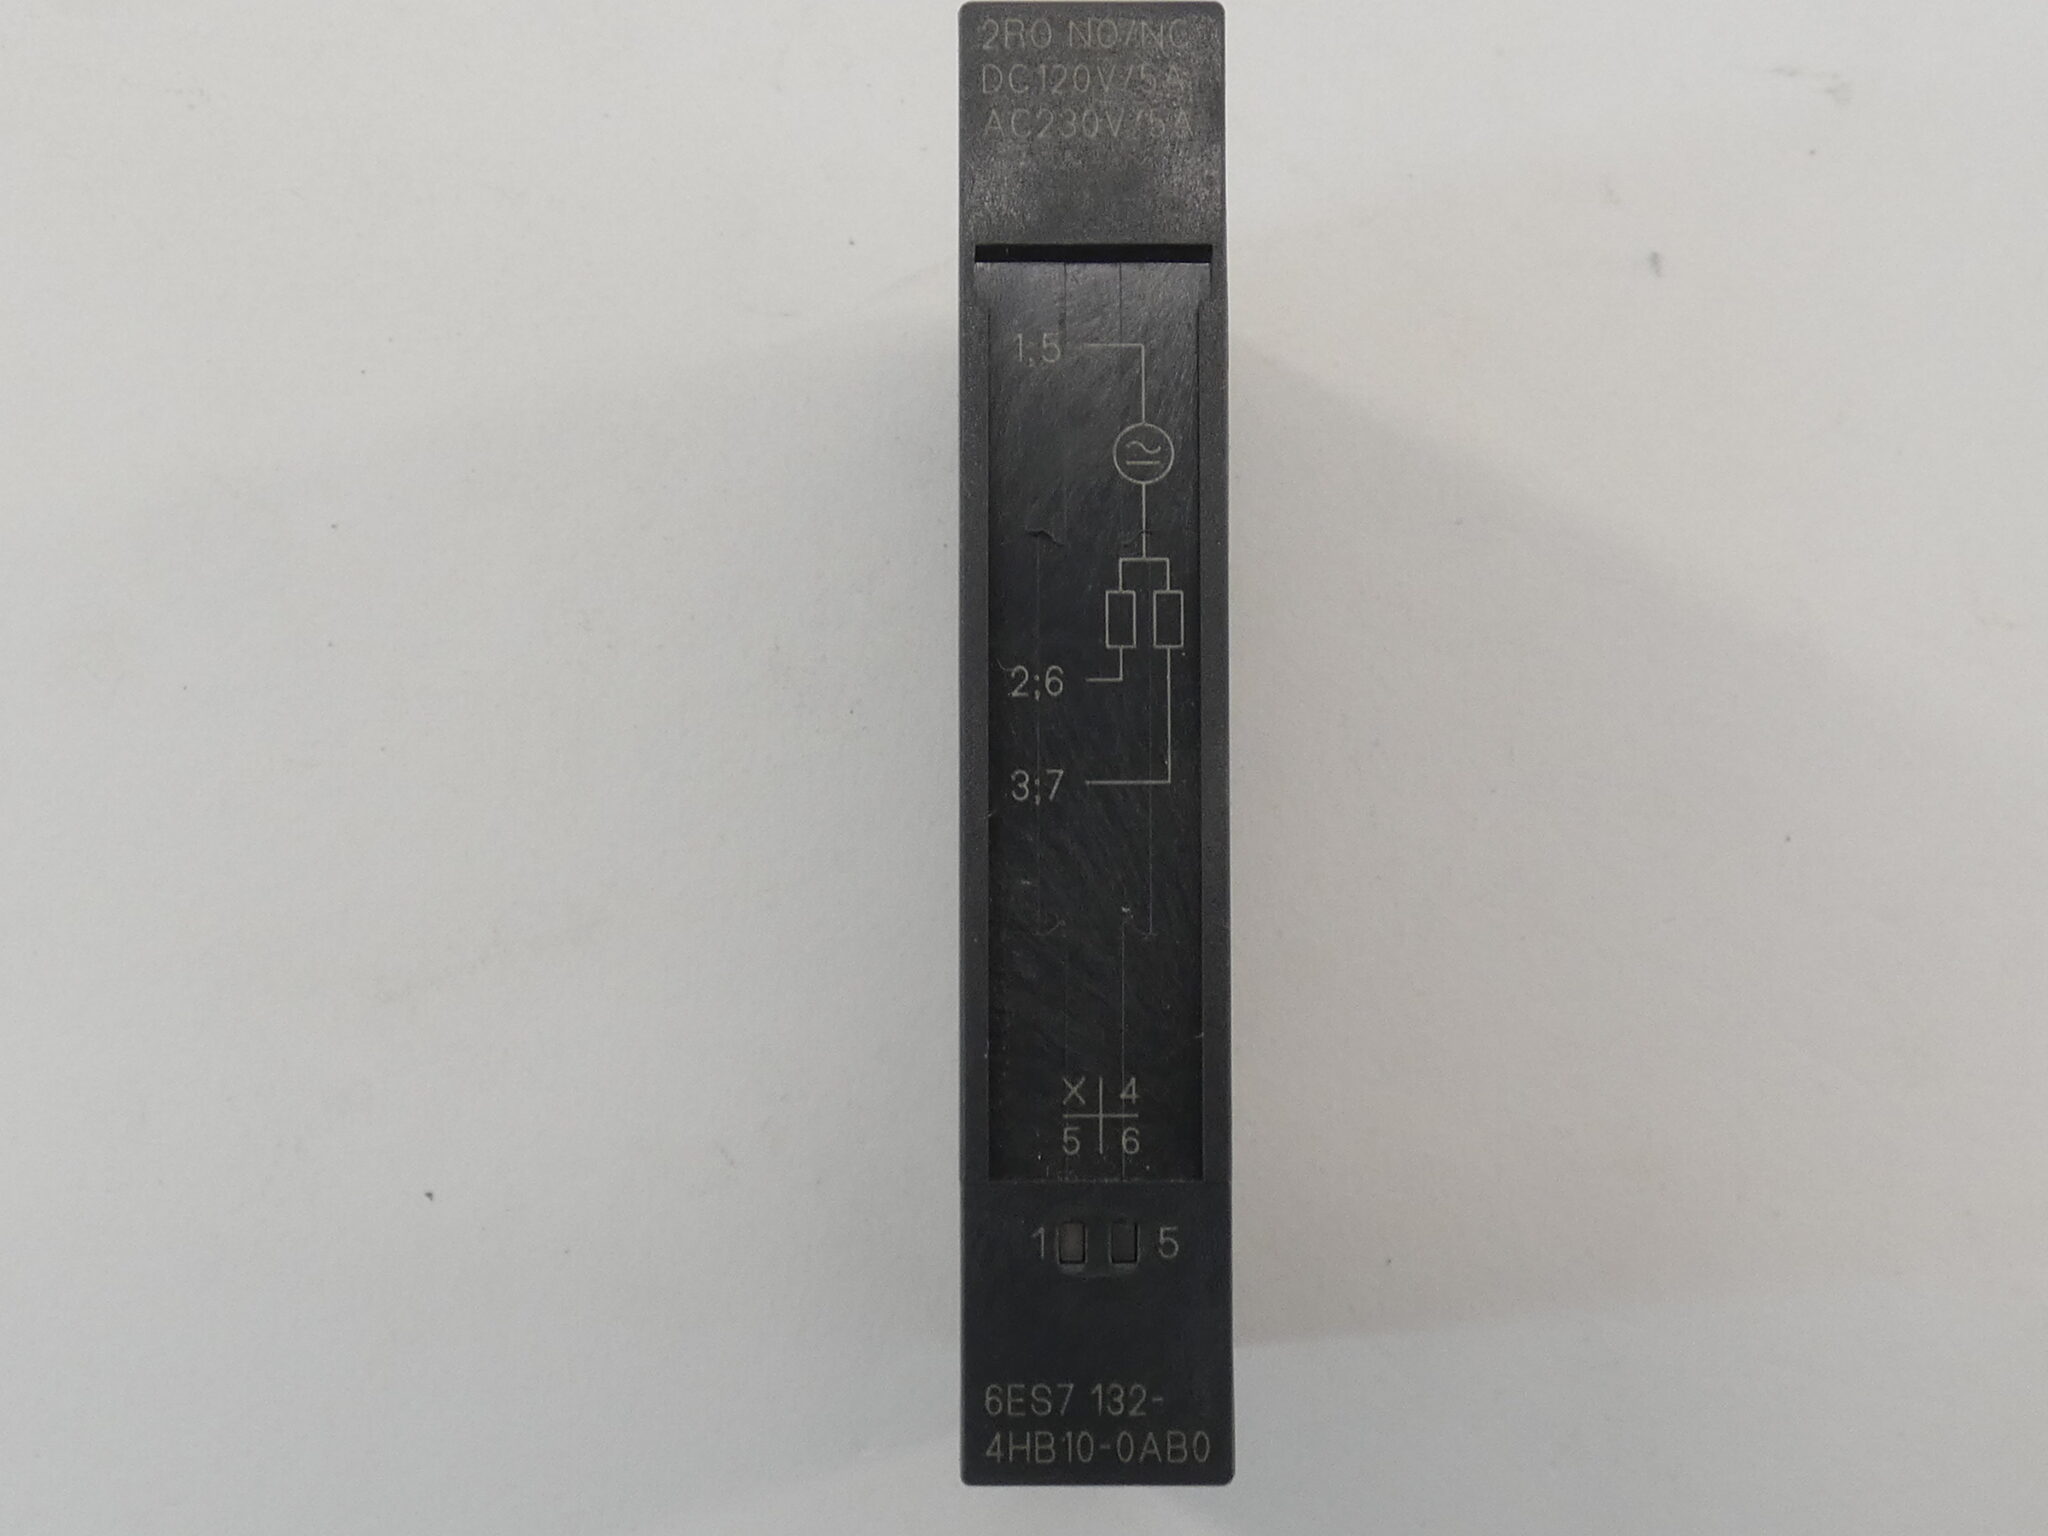 2RO NO/NC
DC120V/5A
AC230V/5A
1;5
2;6
3;7
X 4
5 6
1 5
6ES7 132-
4HB10-0AB0